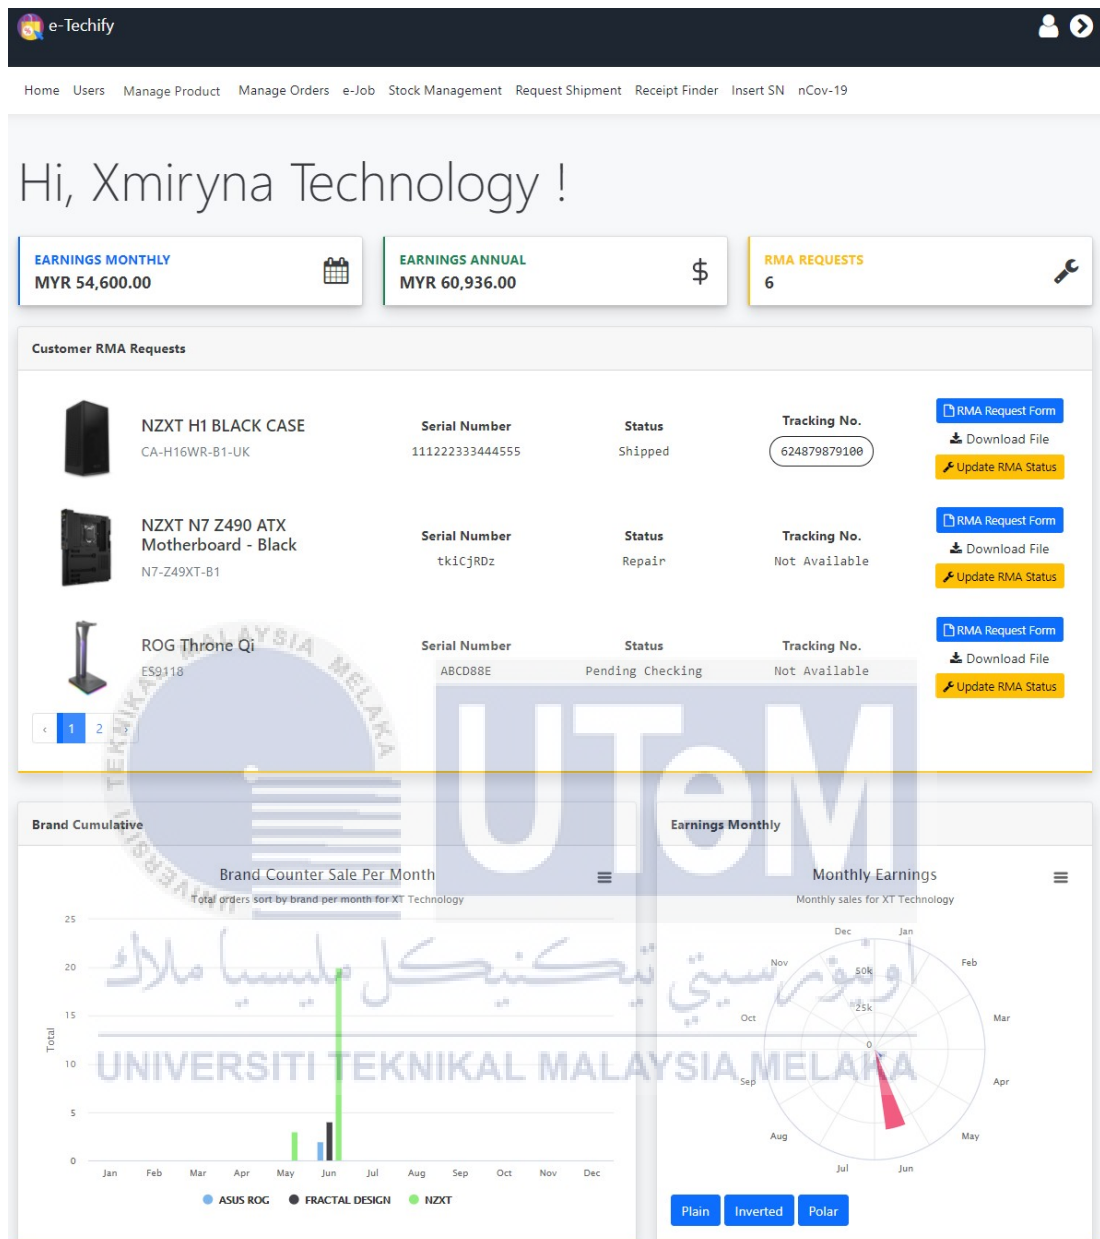 e-Techify
Home Users Manage Product Manage Orders e-Job Stock Management Request Shipment Receipt Finder Insert SN nCov-19
Hi, Xmiryna Technology !
EARNINGS MONTHLY
MYR 54,600.00
EARNINGS ANNUAL
MYR 60,936.00
$
RMA REQUESTS
6
Customer RMA Requests
NZXT H1 BLACK CASE
CA-H16WR-B1-UK
Serial Number
111222333444555
Status
Shipped
Tracking No.
624879879100
RMA Request Form
Download File
Update RMA Status
NZXT N7 Z490 ATX
Motherboard - Black
N7-Z49XT-B1
Serial Number
tkiCjRDz
Status
Repair
Tracking No.
Not Available
RMA Request Form
Download File
Update RMA Status
ROG Throne Qi
ES9118
Serial Number
ABCD88E
Status
Pending Checking
Tracking No.
Not Available
RMA Request Form
Download File
Update RMA Status
‹ 1 2 ›
UNIVERSITI TEKNIKAL MALAYSIA MELAKA
UTeM
اونيۏرسيتي تيكنيكل مليسيا ملاك
UNIVERSITI TEKNIKAL MALAYSIA MELAKA
Brand Cumulative
Brand Counter Sale Per Month
Total orders sort by brand per month for XT Technology
Total
25
20
15
10
5
0
Jan Feb Mar Apr May Jun Jul Aug Sep Oct Nov Dec
ASUS ROG FRACTAL DESIGN NZXT
Earnings Monthly
Monthly Earnings
Monthly sales for XT Technology
Jan
Feb
Mar
Apr
May
Jun
Jul
Aug
Sep
Oct
Nov
Dec
50k
25k
0
Plain Inverted Polar